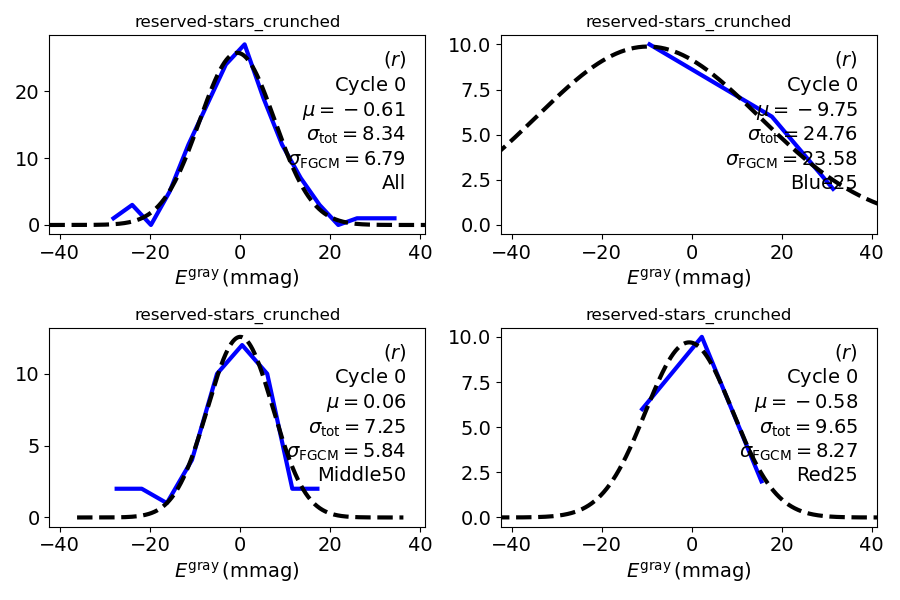 reserved-stars_crunched
(r)
Cycle 0
μ = −0.61
σtot = 8.34
σFGCM = 6.79
All
0
10
20
−40
−20
0
20
40
E^gray (mmag)
reserved-stars_crunched
(r)
Cycle 0
μ = −9.75
σtot = 24.76
σFGCM = 23.58
Blue25
10.0
7.5
5.0
2.5
0.0
−40
−20
0
20
40
E^gray (mmag)
reserved-stars_crunched
(r)
Cycle 0
μ = 0.06
σtot = 7.25
σFGCM = 5.84
Middle50
10
5
0
−40
−20
0
20
40
E^gray (mmag)
reserved-stars_crunched
(r)
Cycle 0
μ = −0.58
σtot = 9.65
σFGCM = 8.27
Red25
10.0
7.5
5.0
2.5
0.0
−40
−20
0
20
40
E^gray (mmag)